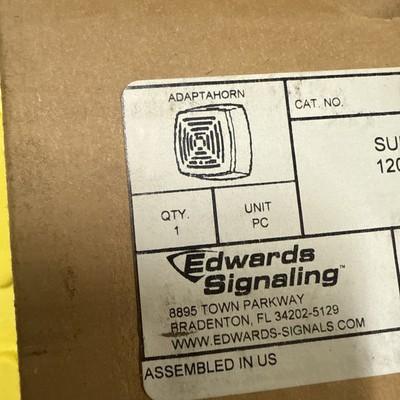 ADAPTAHORN
CAT. NO.
QTY.
1
UNIT
PC
Edwards
Signaling™
8895 TOWN PARKWAY
BRADENTON, FL 34202-5129
WWW.EDWARDS-SIGNALS.COM
ASSEMBLED IN US